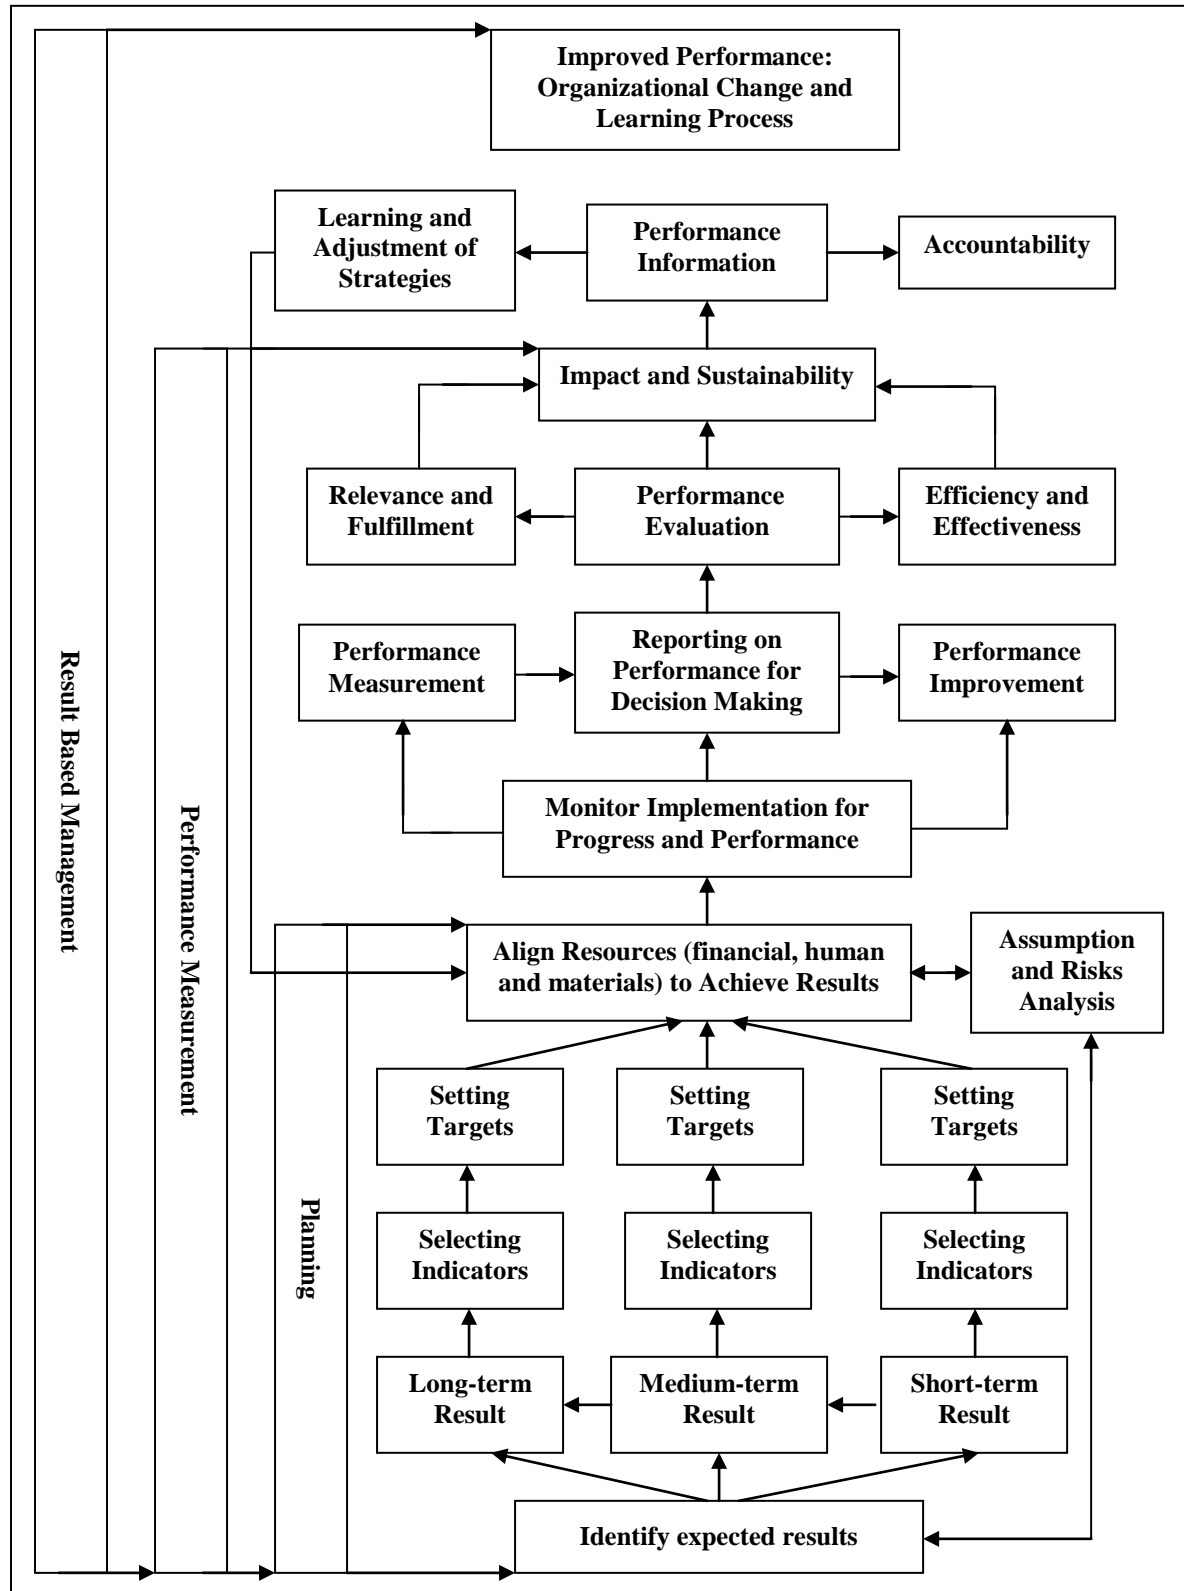 Improved Performance:
Organizational Change and
Learning Process
Learning and
Adjustment of
Strategies
Performance
Information
Accountability
Impact and Sustainability
Relevance and
Fulfillment
Performance
Evaluation
Efficiency and
Effectiveness
Performance
Measurement
Reporting on
Performance for
Decision Making
Performance
Improvement
Monitor Implementation for
Progress and Performance
Align Resources (financial, human
and materials) to Achieve Results
Assumption
and Risks
Analysis
Setting
Targets
Setting
Targets
Setting
Targets
Selecting
Indicators
Selecting
Indicators
Selecting
Indicators
Long-term
Result
Medium-term
Result
Short-term
Result
Identify expected results
Result Based Management
Performance Measurement
Planning